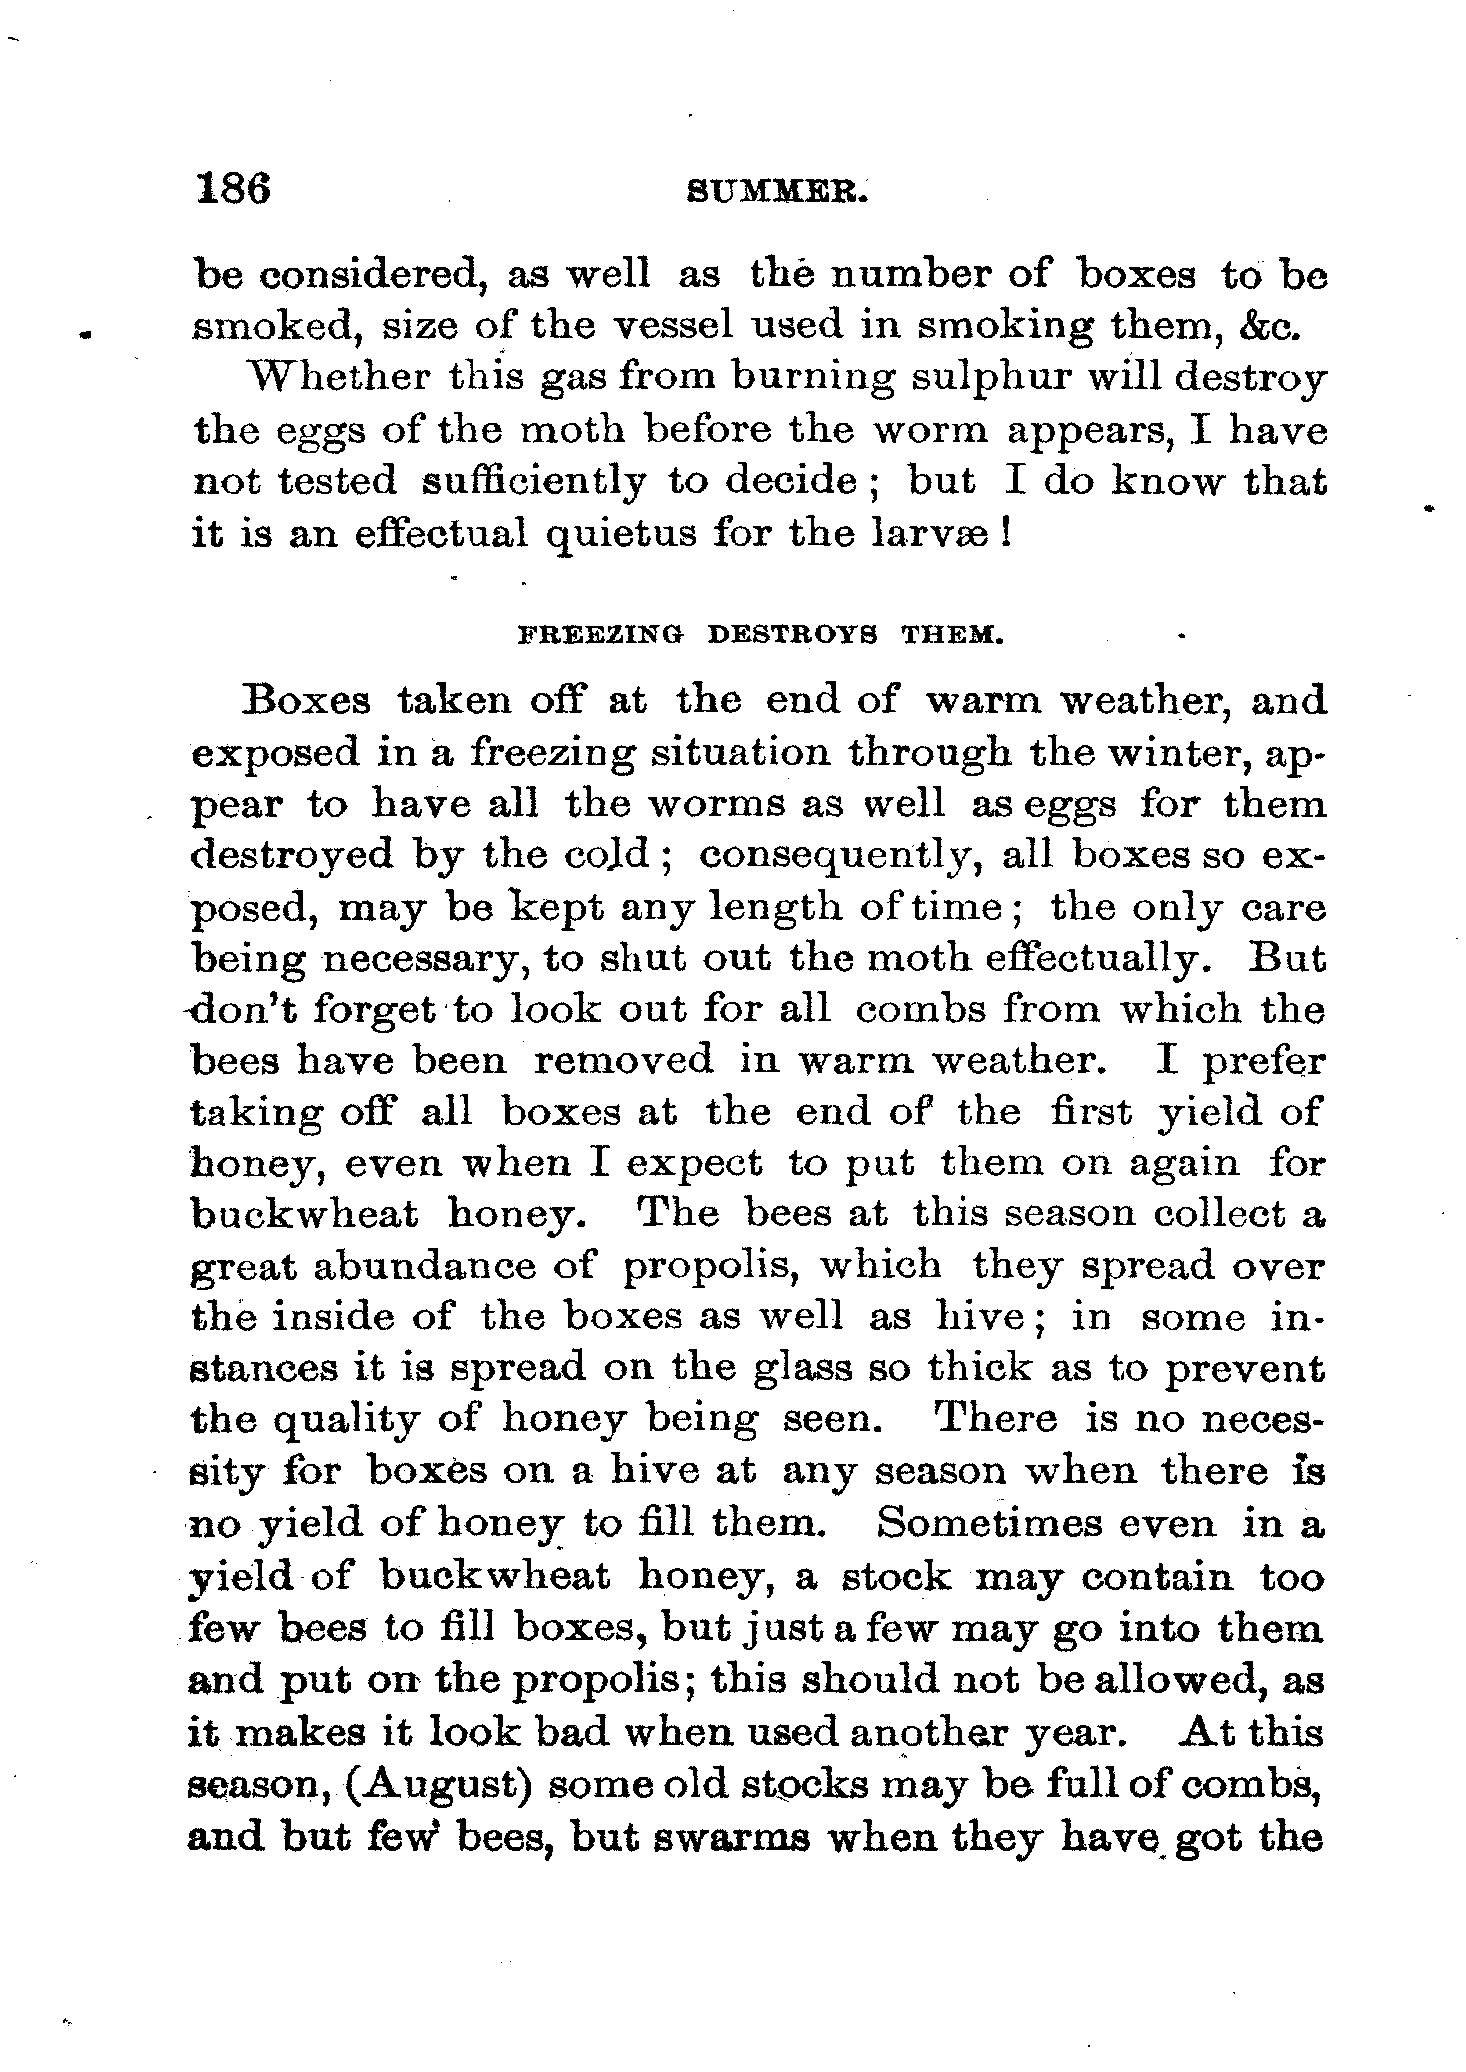 186 SUMMER.
be considered, as well as the number of boxes to be
smoked, size of the vessel used in smoking them, &c.
Whether this gas from burning sulphur will destroy
the eggs of the moth before the worm appears, I have
not tested sufficiently to decide ; but I do know that
it is an effectual quietus for the larvæ !
FREEZING DESTROYS THEM.
Boxes taken off at the end of warm weather, and
exposed in a freezing situation through the winter, ap-
pear to have all the worms as well as eggs for them
destroyed by the cold ; consequently, all boxes so ex-
posed, may be kept any length of time ; the only care
being necessary, to shut out the moth effectually. But
don't forget to look out for all combs from which the
bees have been removed in warm weather. I prefer
taking off all boxes at the end of the first yield of
honey, even when I expect to put them on again for
buckwheat honey. The bees at this season collect a
great abundance of propolis, which they spread over
the inside of the boxes as well as hive ; in some in-
stances it is spread on the glass so thick as to prevent
the quality of honey being seen. There is no neces-
sity for boxes on a hive at any season when there is
no yield of honey to fill them. Sometimes even in a
yield of buckwheat honey, a stock may contain too
few bees to fill boxes, but just a few may go into them
and put on the propolis ; this should not be allowed, as
it makes it look bad when used another year. At this
season, (August) some old stocks may be full of combs,
and but few bees, but swarms when they have got the